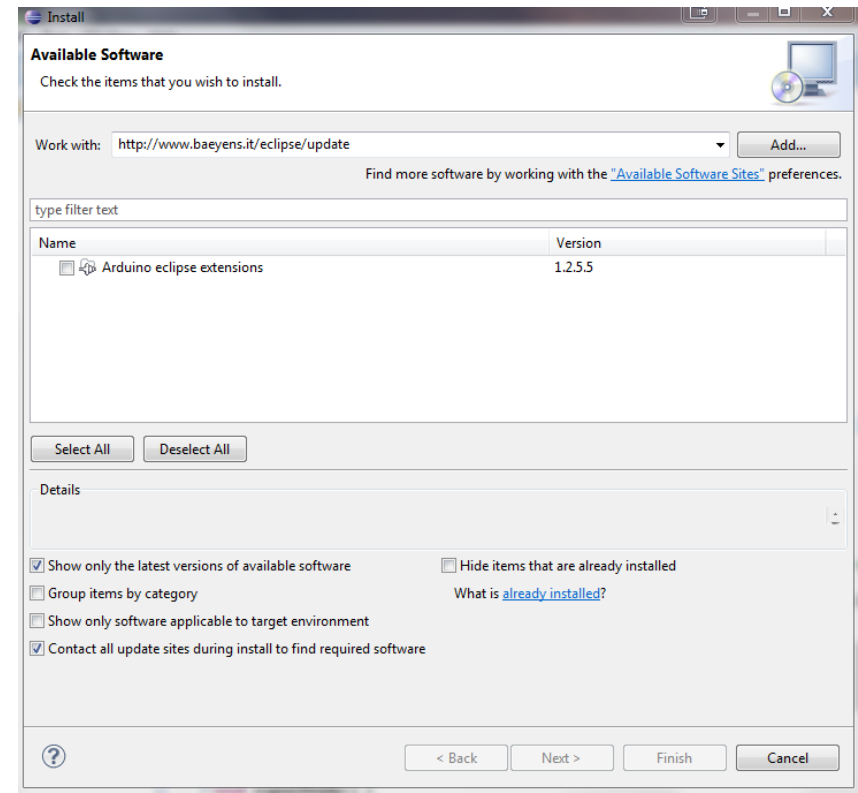 Install
Available Software
Check the items that you wish to install.
Work with: http://www.baeyens.it/eclipse/update Add...
Find more software by working with the "Available Software Sites" preferences.
type filter text
Name Version
Arduino eclipse extensions 1.2.5.5
Select All Deselect All
Details
Show only the latest versions of available software Hide items that are already installed
Group items by category What is already installed?
Show only software applicable to target environment
Contact all update sites during install to find required software
? < Back Next > Finish Cancel